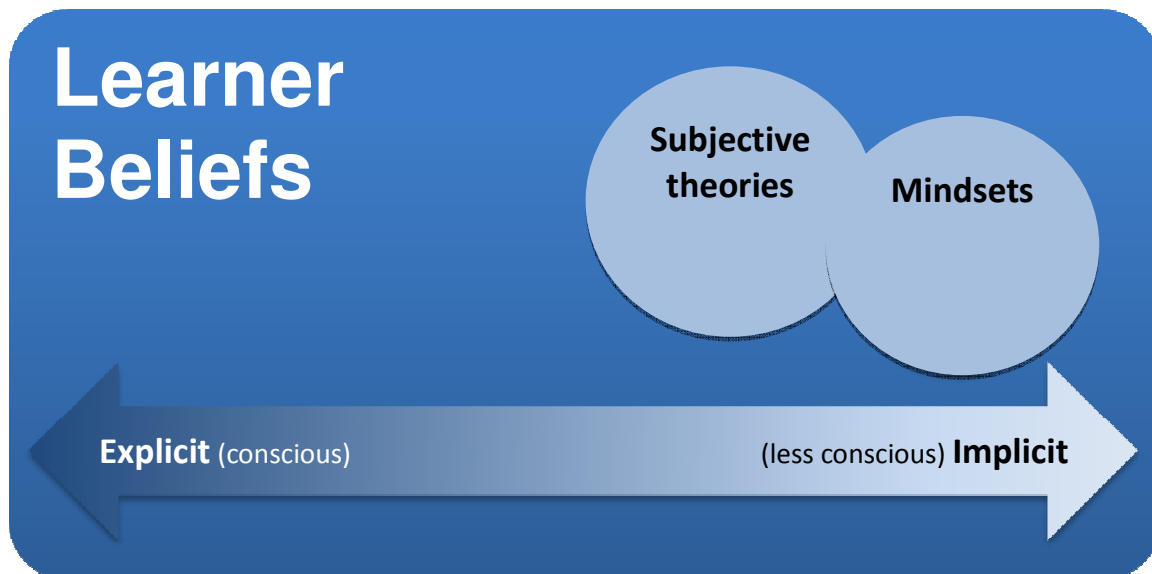 Learner
Beliefs
Subjective
theories
Mindsets
Explicit (conscious)
(less conscious) Implicit